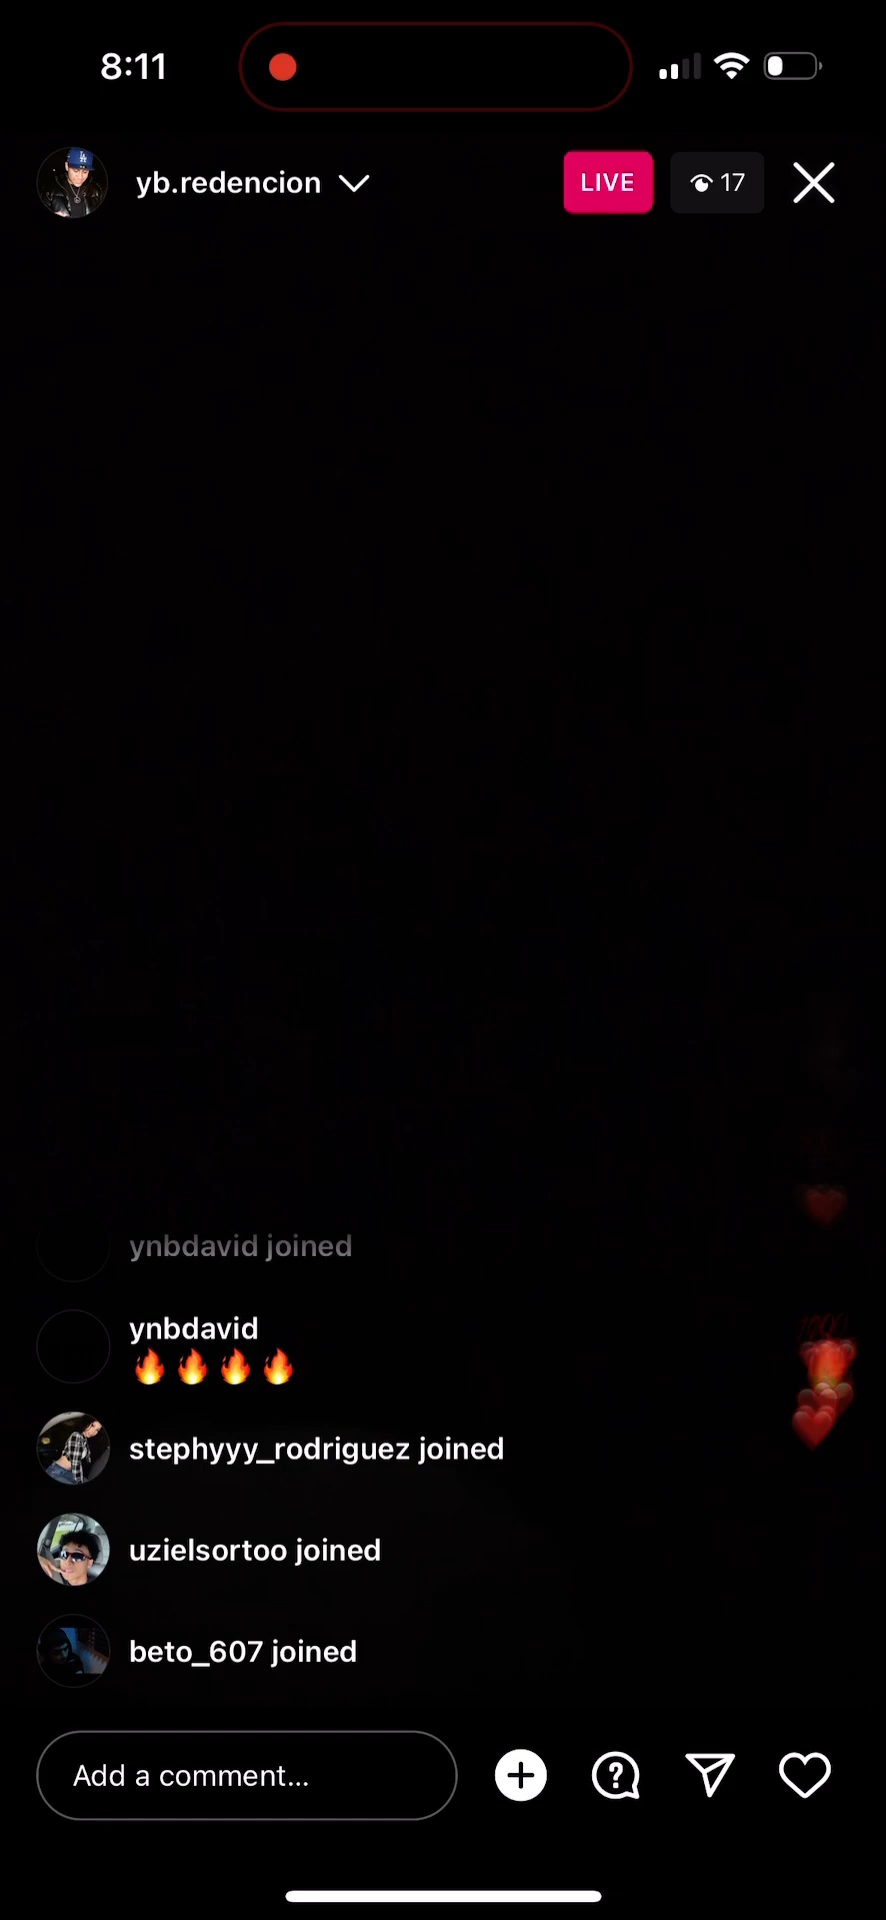 8:11
yb.redencion
LIVE
17
ynbdavid joined
ynbdavid
🔥🔥🔥🔥
stephyyy_rodriguez joined
uzielsortoo joined
beto_607 joined
Add a comment...